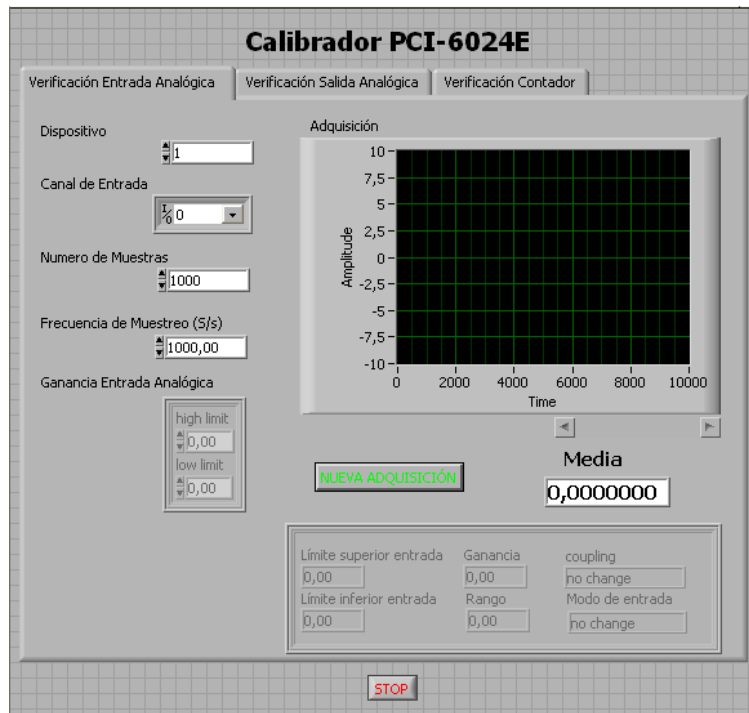 Calibrador PCI-6024E
Verificación Entrada Analógica
Verificación Salida Analógica
Verificación Contador
Dispositivo
1
Canal de Entrada
I/O 0
Numero de Muestras
1000
Frecuencia de Muestreo (S/s)
1000,00
Ganancia Entrada Analógica
high limit
0,00
low limit
0,00
Adquisición
Amplitude
10
7,5
5
2,5
0
-2,5
-5
-7,5
-10
0 2000 4000 6000 8000 10000
Time
NUEVA ADQUISICIÓN
Media
0,0000000
Límite superior entrada
0,00
Ganancia
0,00
coupling
no change
Límite inferior entrada
0,00
Rango
0,00
Modo de entrada
no change
STOP